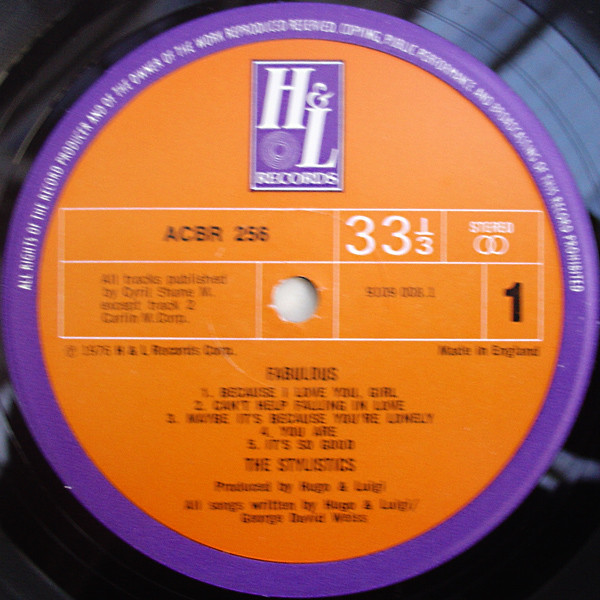 ALL RIGHTS OF THE RECORD PRODUCER AND OF THE OWNER OF THE WORK REPRODUCED RESERVED. COPYING, PUBLIC PERFORMANCE AND BROADCASTING OF THIS RECORD PROHIBITED
H&L
RECORDS
ACBR 256
33 1/3
STEREO
All tracks published
by Cyril Shane W.
except track 2
Carlin W.Corp.
9109 008.1
1
℗ 1976 H & L Records Corp.
Made in England
FABULOUS
1. BECAUSE I LOVE YOU, GIRL
2. CAN'T HELP FALLING IN LOVE
3. MAYBE IT'S BECAUSE YOU'RE LONELY
4. YOU ARE
5. IT'S SO GOOD
THE STYLISTICS
Produced by Hugo & Luigi
All songs written by Hugo & Luigi/
George David Weiss